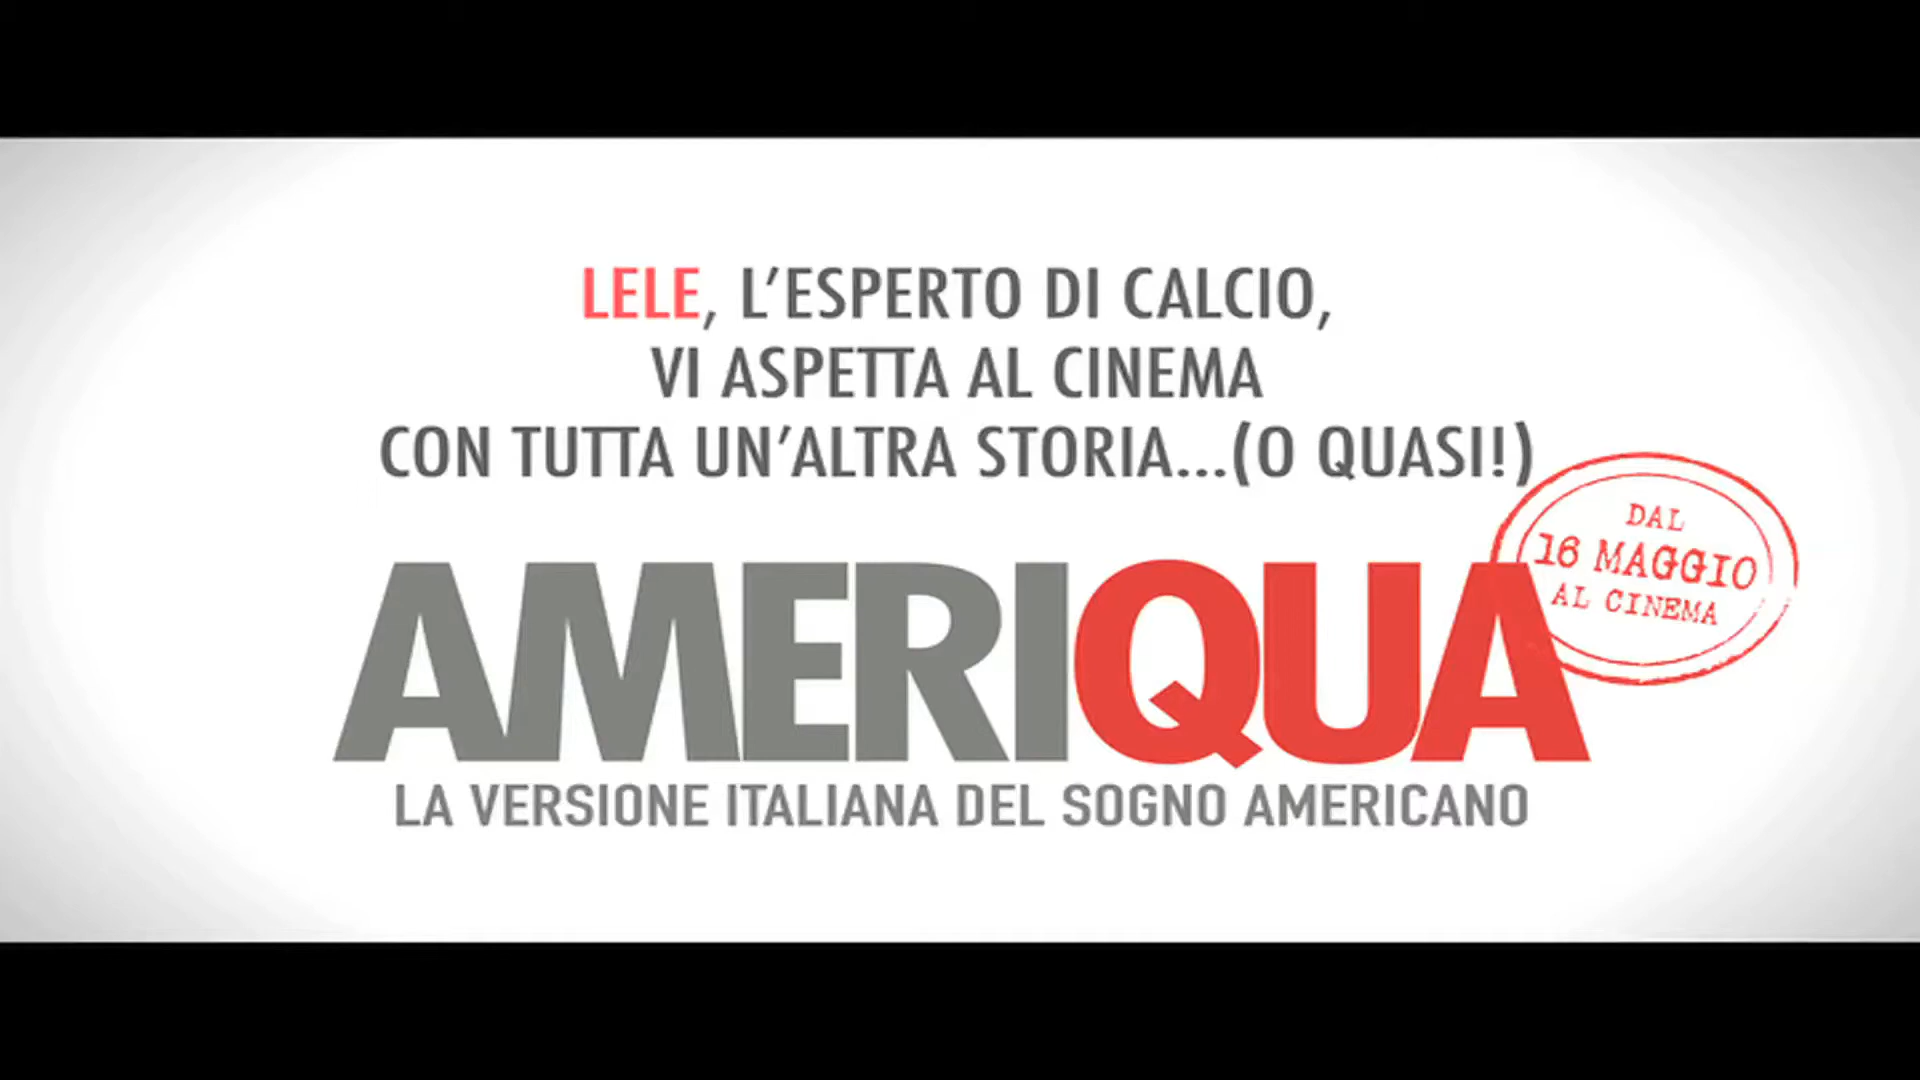 LELE, L'ESPERTO DI CALCIO,
VI ASPETTA AL CINEMA
CON TUTTA UN'ALTRA STORIA...(O QUASI!)
DAL
16 MAGGIO
AL CINEMA
AMERIQUA
LA VERSIONE ITALIANA DEL SOGNO AMERICANO